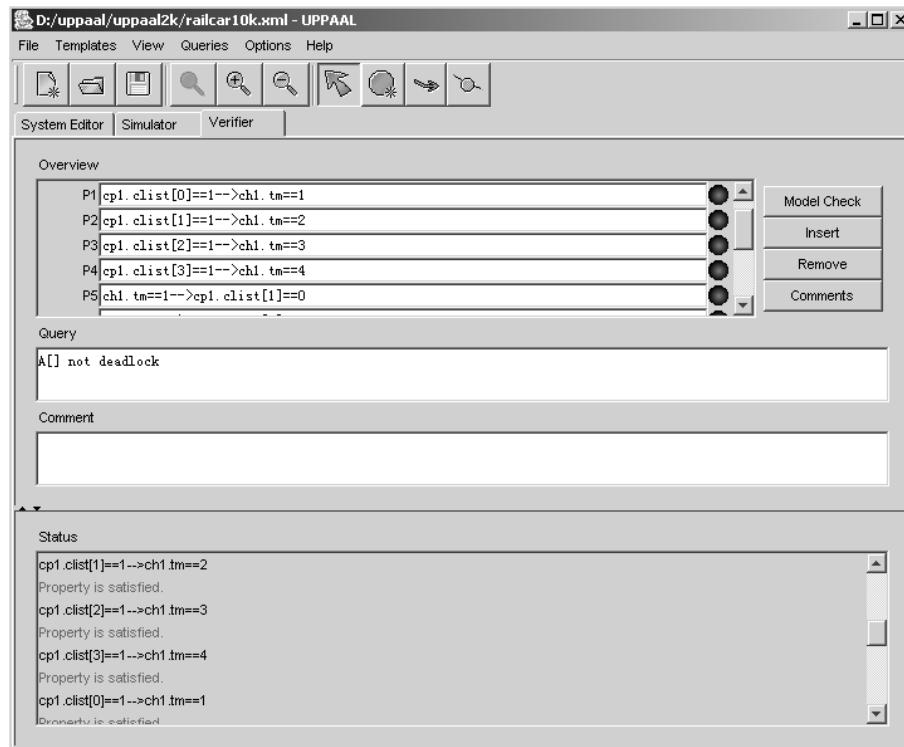 D:/uppaal/uppaal2k/railcar10k.xml - UPPAAL
File Templates View Queries Options Help
System Editor Simulator Verifier
Overview
P1 cp1.clist[0]==1-->ch1.tm==1
P2 cp1.clist[1]==1-->ch1.tm==2
P3 cp1.clist[2]==1-->ch1.tm==3
P4 cp1.clist[3]==1-->ch1.tm==4
P5 ch1.tm==1-->cp1.clist[1]==0
Model Check
Insert
Remove
Comments
Query
A[] not deadlock
Comment
Status
cp1.clist[1]==1-->ch1.tm==2
Property is satisfied.
cp1.clist[2]==1-->ch1.tm==3
Property is satisfied.
cp1.clist[3]==1-->ch1.tm==4
Property is satisfied.
cp1.clist[0]==1-->ch1.tm==1
Property is satisfied.